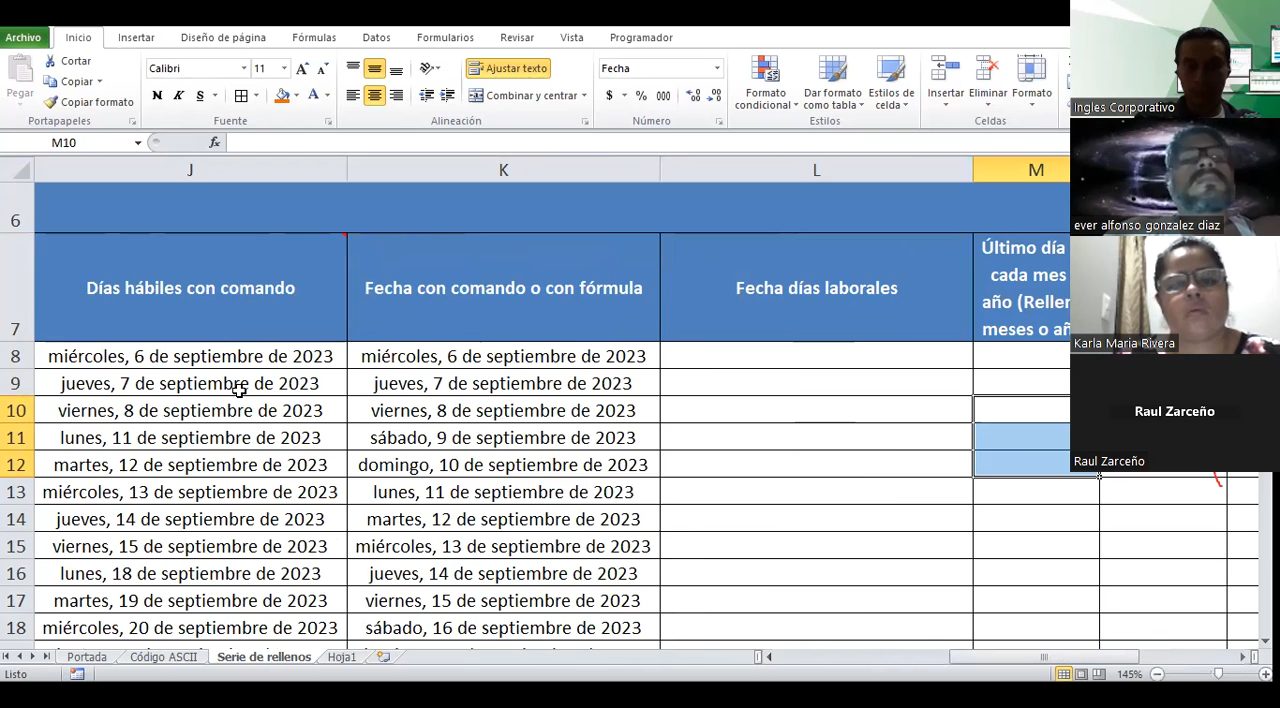 Archivo Inicio Insertar Diseño de página Fórmulas Datos Formularios Revisar Vista Programador
Pegar
Cortar
Copiar
Copiar formato
Portapapeles
Calibri 11
N K S
Fuente
Ajustar texto
Combinar y centrar
Alineación
Fecha
$ % 000
Número
Formato condicional
Dar formato como tabla
Estilos de celda
Estilos
Insertar Eliminar Formato
Celdas
M10 fx
J K L M
6
7 Días hábiles con comando Fecha con comando o con fórmula Fecha días laborales
Último día
cada mes
año (Rellen
meses o añ
8 miércoles, 6 de septiembre de 2023 miércoles, 6 de septiembre de 2023
9 jueves, 7 de septiembre de 2023 jueves, 7 de septiembre de 2023
10 viernes, 8 de septiembre de 2023 viernes, 8 de septiembre de 2023
11 lunes, 11 de septiembre de 2023 sábado, 9 de septiembre de 2023
12 martes, 12 de septiembre de 2023 domingo, 10 de septiembre de 2023
13 miércoles, 13 de septiembre de 2023 lunes, 11 de septiembre de 2023
14 jueves, 14 de septiembre de 2023 martes, 12 de septiembre de 2023
15 viernes, 15 de septiembre de 2023 miércoles, 13 de septiembre de 2023
16 lunes, 18 de septiembre de 2023 jueves, 14 de septiembre de 2023
17 martes, 19 de septiembre de 2023 viernes, 15 de septiembre de 2023
18 miércoles, 20 de septiembre de 2023 sábado, 16 de septiembre de 2023
Portada Código ASCII Serie de rellenos Hoja1
Listo 145%
Ingles Corporativo
ever alfonso gonzalez diaz
Karla Maria Rivera
Raul Zarceño
Raul Zarceño